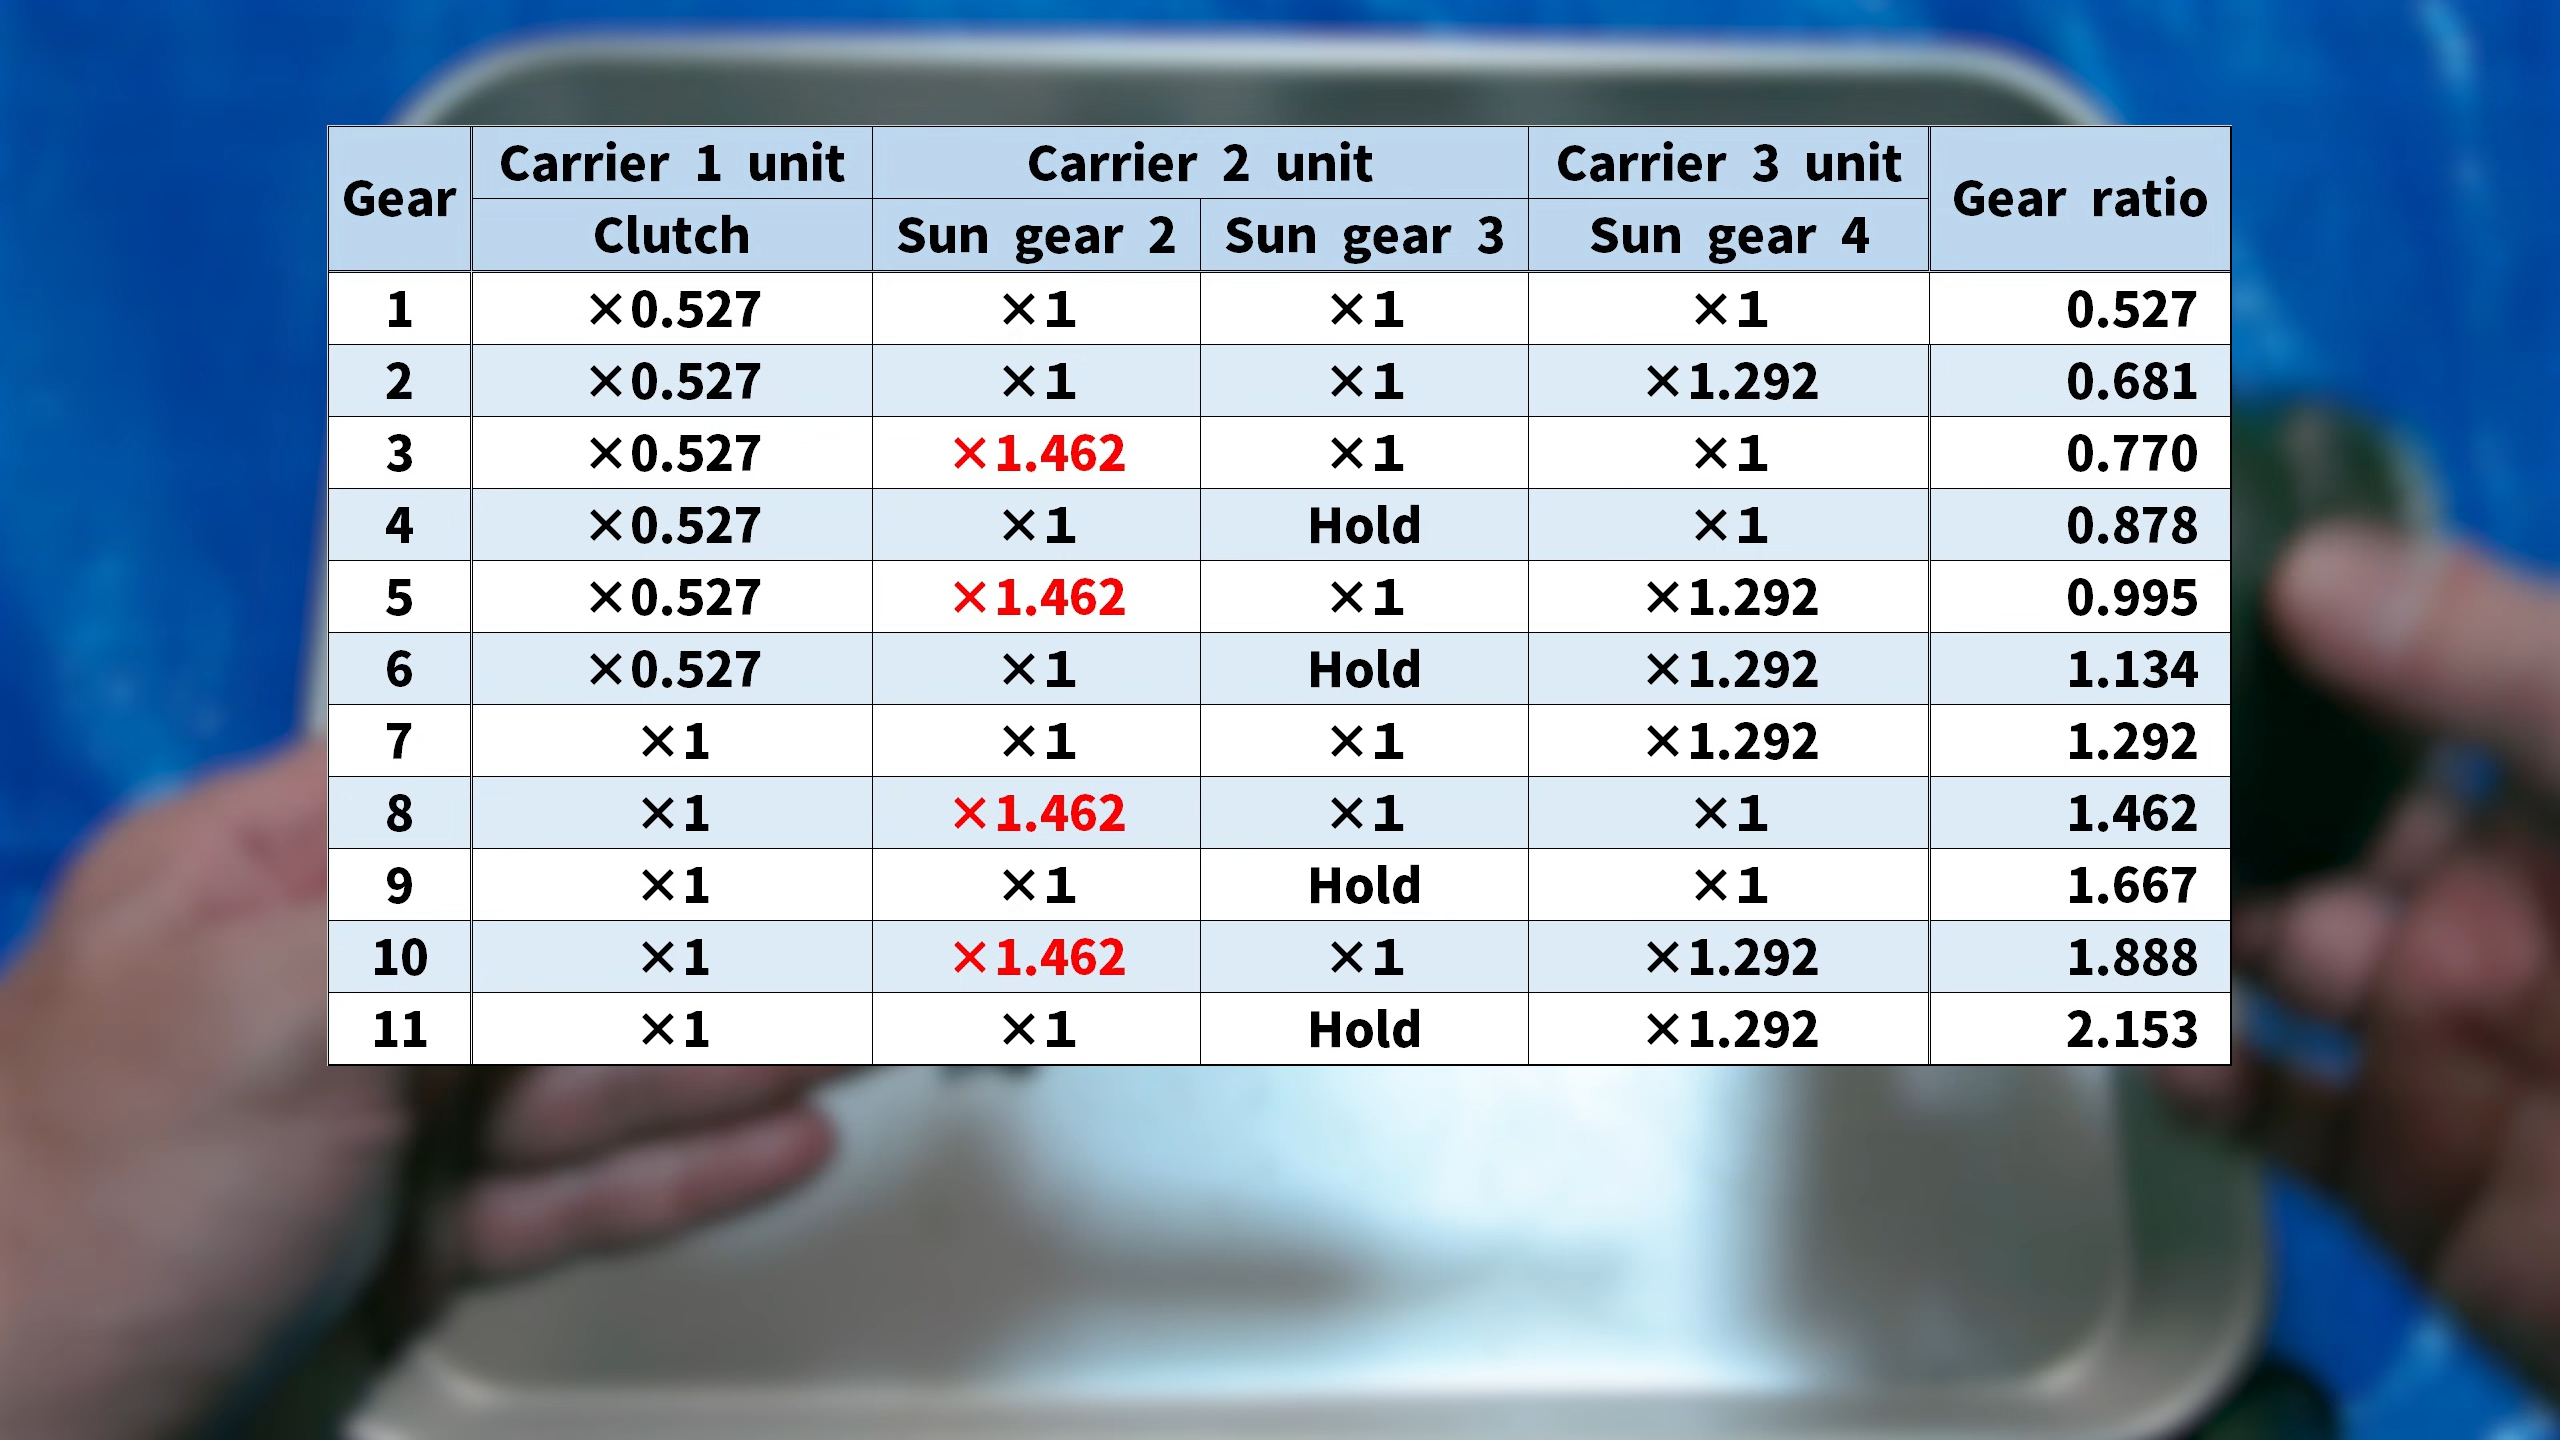 Gear Carrier 1 unit Carrier 2 unit Carrier 3 unit Gear ratio
Clutch Sun gear 2 Sun gear 3 Sun gear 4
1 ×0.527 ×1 ×1 ×1 0.527
2 ×0.527 ×1 ×1 ×1.292 0.681
3 ×0.527 ×1.462 ×1 ×1 0.770
4 ×0.527 ×1 Hold ×1 0.878
5 ×0.527 ×1.462 ×1 ×1.292 0.995
6 ×0.527 ×1 Hold ×1.292 1.134
7 ×1 ×1 ×1 ×1.292 1.292
8 ×1 ×1.462 ×1 ×1 1.462
9 ×1 ×1 Hold ×1 1.667
10 ×1 ×1.462 ×1 ×1.292 1.888
11 ×1 ×1 Hold ×1.292 2.153